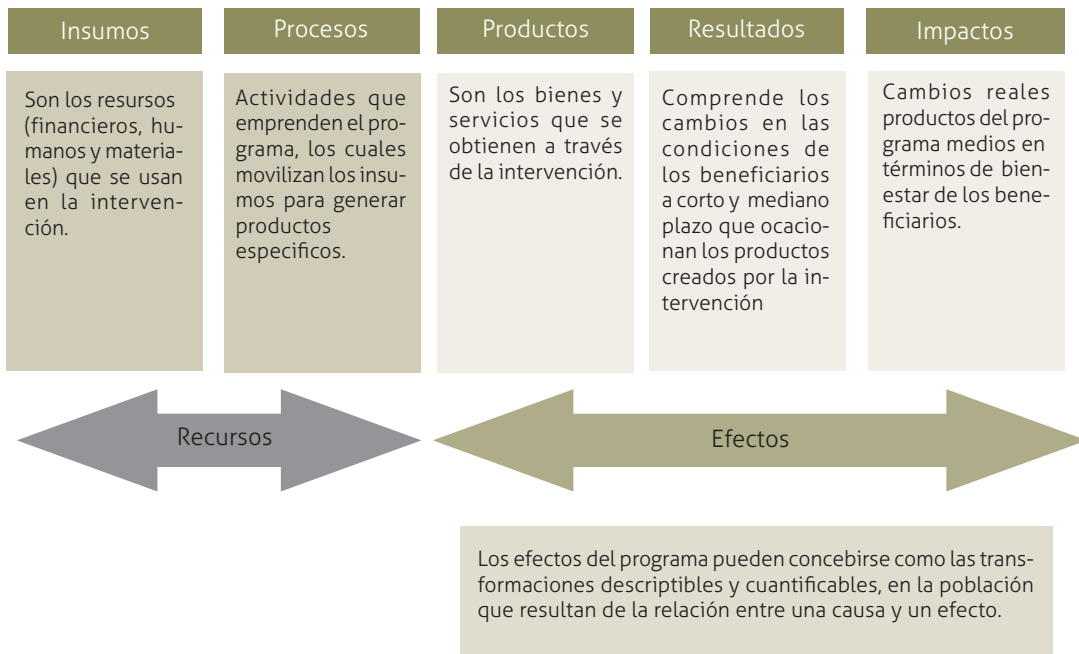 Insumos
Procesos
Productos
Resultados
Impactos
Son los resursos
(financieros, hu-
manos y materia-
les) que se usan
en la interven-
ción.
Actividades que
emprenden el pro-
grama, los cuales
movilizan los insu-
mos para generar
productos
especificos.
Son los bienes y
servicios que se
obtienen a través
de la intervención.
Comprende los
cambios en las
condiciones de
los beneficiarios
a corto y mediano
plazo que ocacio-
nan los productos
creados por la in-
tervención
Cambios reales
productos del pro-
grama medios en
términos de bien-
estar de los bene-
ficiarios.
Recursos
Efectos
Los efectos del programa pueden concebirse como las trans-
formaciones descriptibles y cuantificables, en la población
que resultan de la relación entre una causa y un efecto.